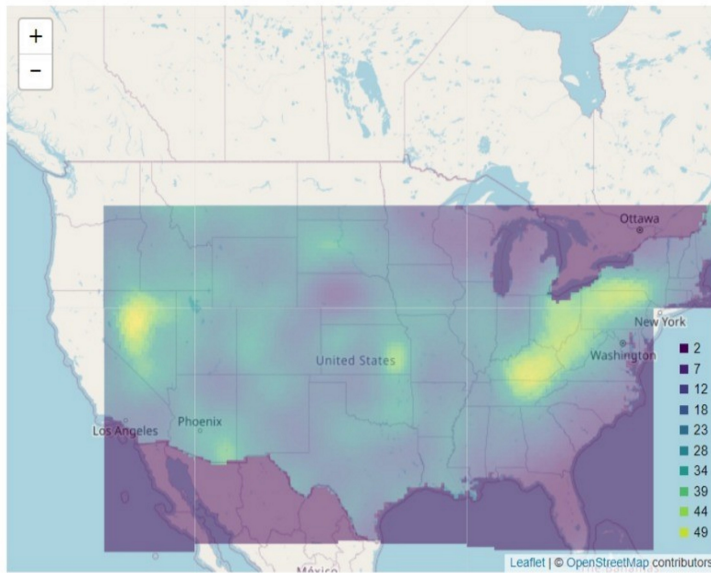 +
−
Ottawa
New York
Washington
United States
Phoenix
Los Angeles
México
2
7
12
18
23
28
34
39
44
49
Leaflet | © OpenStreetMap contributors